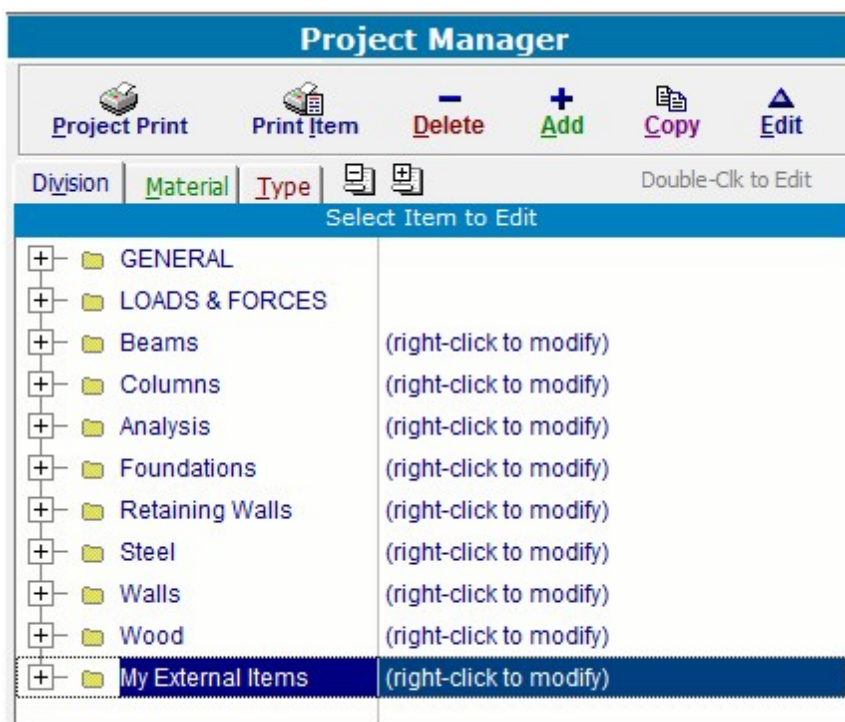 Project Manager
Project Print Print Item Delete Add Copy Edit
Division Material Type Double-Clk to Edit
Select Item to Edit
GENERAL
LOADS & FORCES
Beams (right-click to modify)
Columns (right-click to modify)
Analysis (right-click to modify)
Foundations (right-click to modify)
Retaining Walls (right-click to modify)
Steel (right-click to modify)
Walls (right-click to modify)
Wood (right-click to modify)
My External Items (right-click to modify)